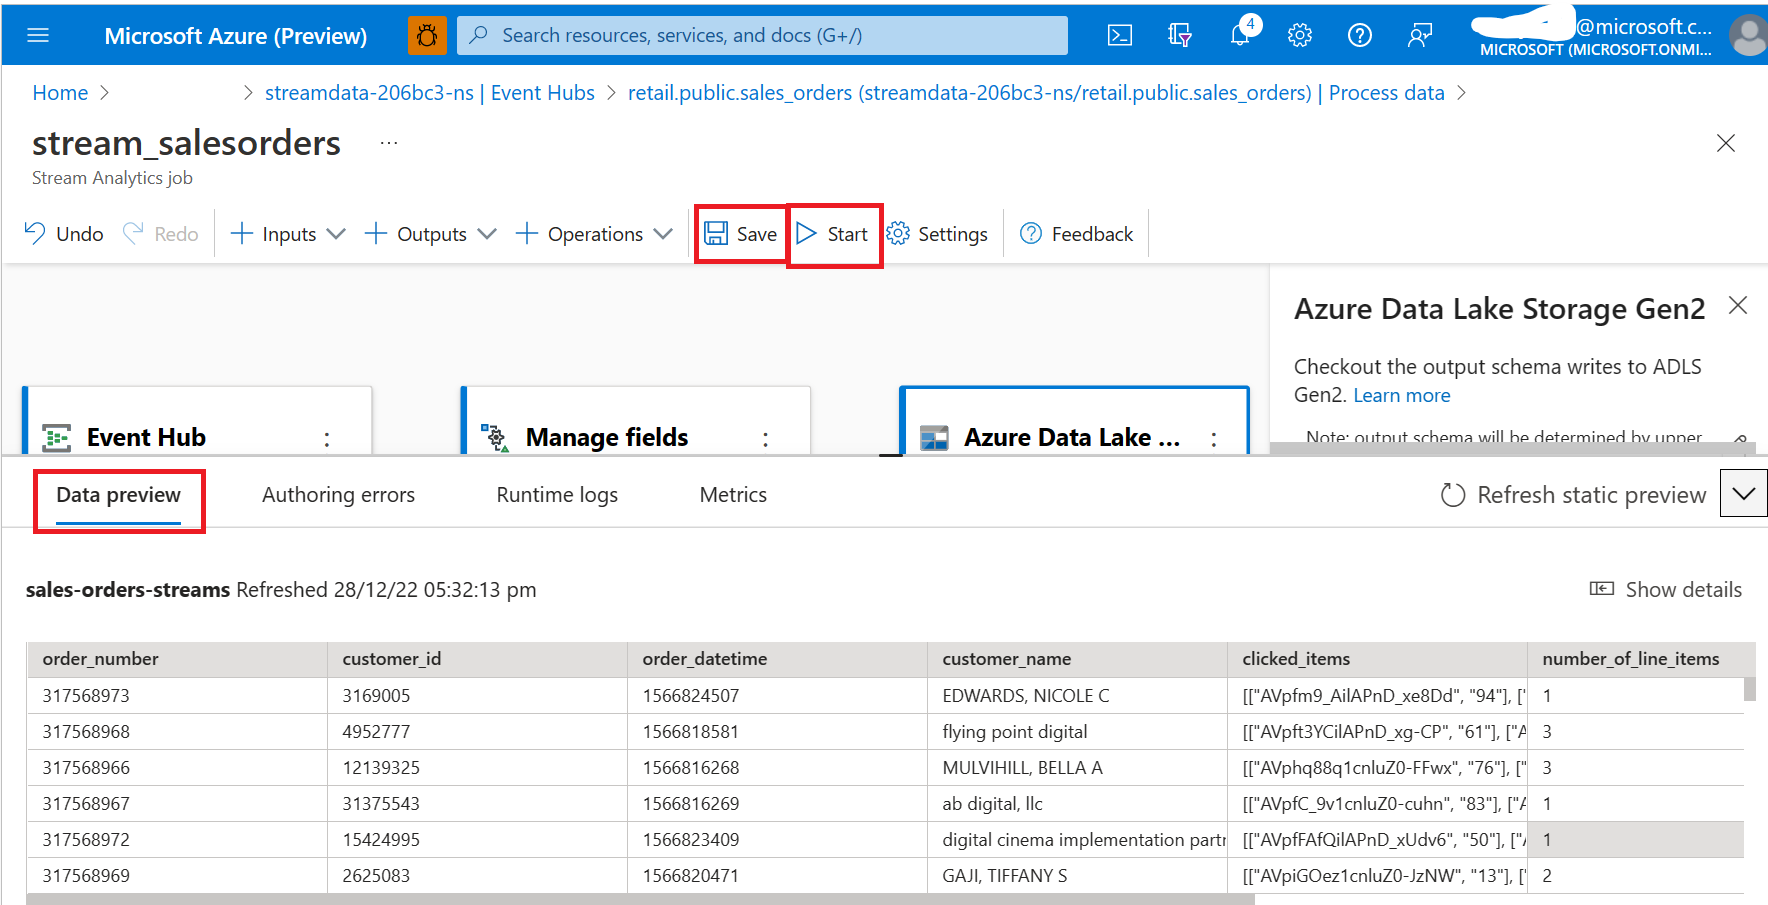 Microsoft Azure (Preview)
Search resources, services, and docs (G+/)
4
@microsoft.c...
MICROSOFT (MICROSOFT.ONMI...
Home > > streamdata-206bc3-ns | Event Hubs > retail.public.sales_orders (streamdata-206bc3-ns/retail.public.sales_orders) | Process data >
stream_salesorders ...
Stream Analytics job
Undo Redo Inputs Outputs Operations Save Start Settings Feedback
Azure Data Lake Storage Gen2
Checkout the output schema writes to ADLS
Gen2. Learn more
Note: output schema will be determined by upper
Event Hub
Manage fields
Azure Data Lake ...
Data preview Authoring errors Runtime logs Metrics Refresh static preview
sales-orders-streams Refreshed 28/12/22 05:32:13 pm Show details
order_number customer_id order_datetime customer_name clicked_items number_of_line_items
317568973 3169005 1566824507 EDWARDS, NICOLE C [["AVpfm9_AilAPnD_xe8Dd", "94"], [" 1
317568968 4952777 1566818581 flying point digital [["AVpft3YCilAPnD_xg-CP", "61"], ["A 3
317568966 12139325 1566816268 MULVIHILL, BELLA A [["AVphq88q1cnluZ0-FFwx", "76"], [" 3
317568967 31375543 1566816269 ab digital, llc [["AVpfC_9v1cnluZ0-cuhn", "83"], ["A 1
317568972 15424995 1566823409 digital cinema implementation partr [["AVpfFAfQilAPnD_xUdv6", "50"], ["A 1
317568969 2625083 1566820471 GAJI, TIFFANY S [["AVpiGOez1cnluZ0-JzNW", "13"], [" 2